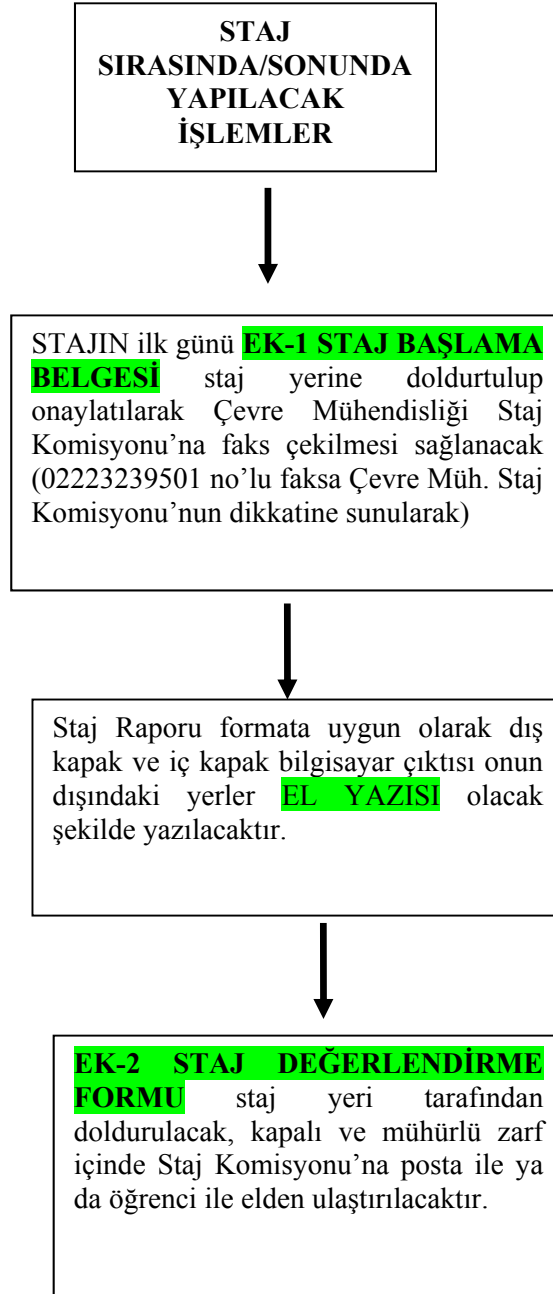 STAJ
SIRASINDA/SONUNDA
YAPILACAK
İŞLEMLER
STAJIN ilk günü EK-1 STAJ BAŞLAMA
BELGESİ staj yerine doldurtulup
onaylatılarak Çevre Mühendisliği Staj
Komisyonu’na faks çekilmesi sağlanacak
(02223239501 no’lu faksa Çevre Müh. Staj
Komisyonu’nun dikkatine sunularak)
Staj Raporu formata uygun olarak dış
kapak ve iç kapak bilgisayar çıktısı onun
dışındaki yerler EL YAZISI olacak
şekilde yazılacaktır.
EK-2 STAJ DEĞERLENDİRME
FORMU staj yeri tarafından
doldurulacak, kapalı ve mühürlü zarf
içinde Staj Komisyonu’na posta ile ya
da öğrenci ile elden ulaştırılacaktır.